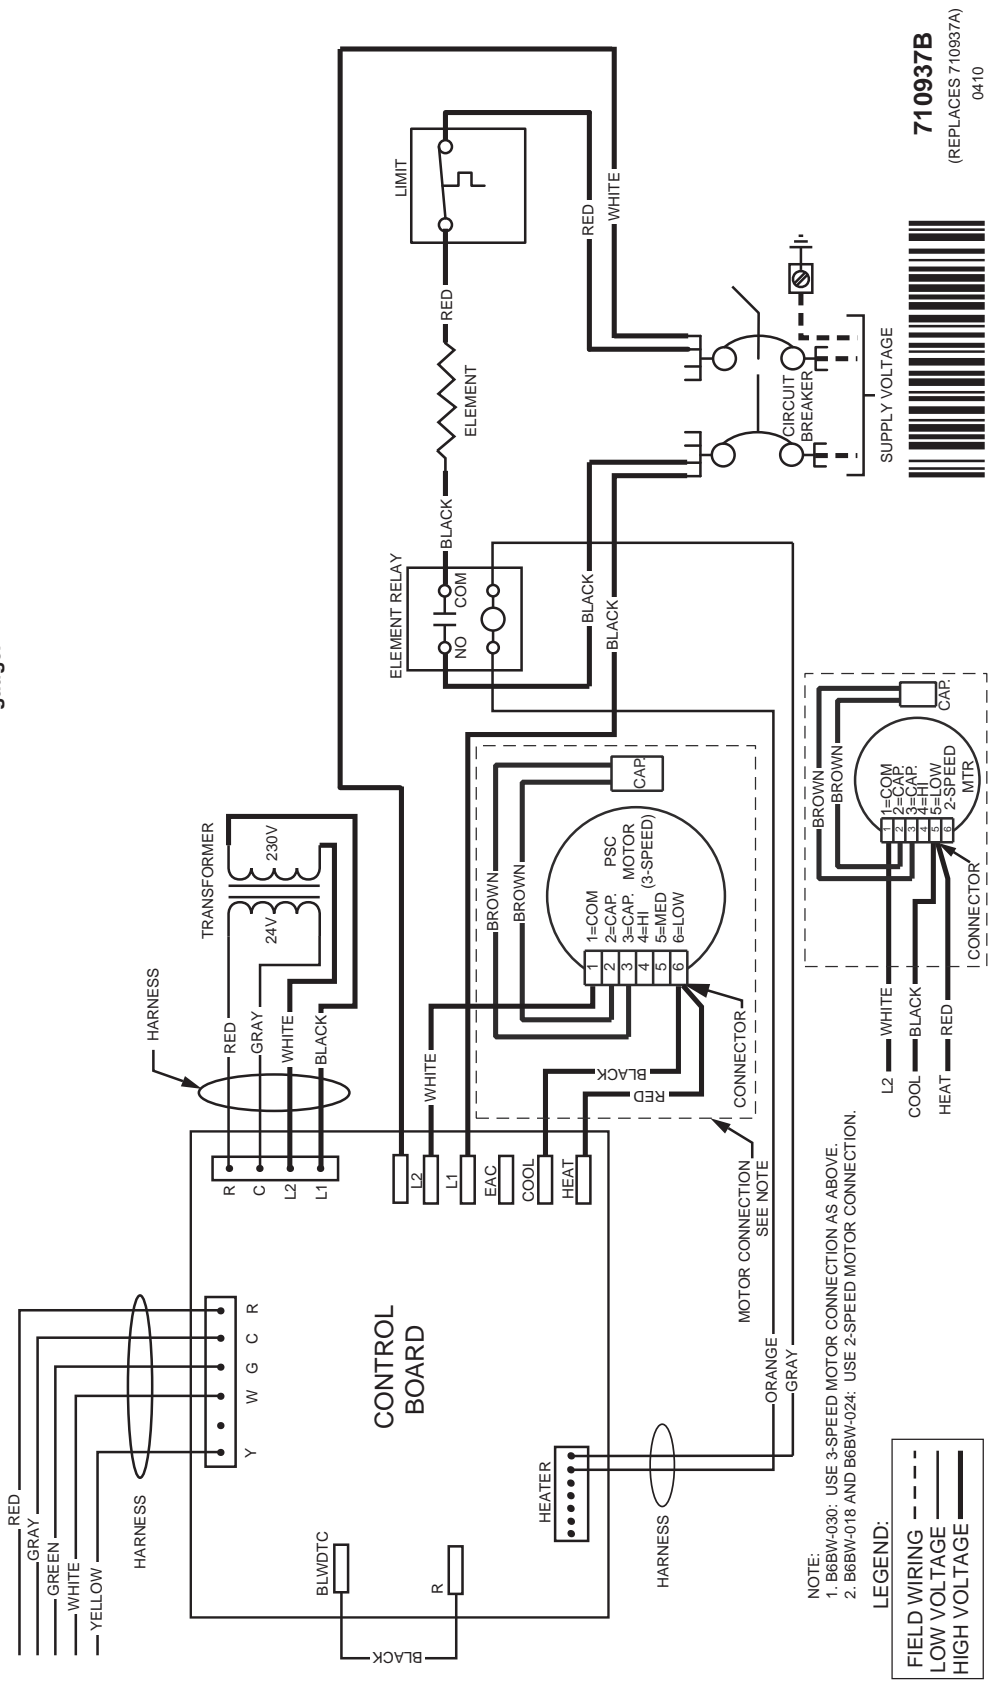 710937B
(REPLACES 710937A)
0410
LIMIT
RED
WHITE
RED
ELEMENT
BLACK
ELEMENT RELAY
NO
COM
BLACK
BLACK
CIRCUIT
BREAKER
SUPPLY VOLTAGE
TRANSFORMER
24V
230V
HARNESS
RED
GRAY
WHITE
BLACK
R
C
L2
L1
L2
L1
EAC
COOL
HEAT
WHITE
BLACK
RED
BROWN
BROWN
CAP.
PSC
MOTOR
(3-SPEED)
1=COM
2=CAP.
3=CAP.
4=HI
5=MED
6=LOW
1
2
3
4
5
6
CONNECTOR
MOTOR CONNECTION
SEE NOTE
BROWN
BROWN
CAP.
1=COM
2=CAP.
3=CAP.
4=HI
5=LOW
2-SPEED
MTR
1
2
3
4
5
6
CONNECTOR
L2
WHITE
COOL
BLACK
HEAT
RED
RED
GRAY
GREEN
WHITE
YELLOW
HARNESS
Y
W
G
C
R
CONTROL
BOARD
BLWDTC
R
BLACK
HEATER
HARNESS
ORANGE
GRAY
NOTE:
1. B6BW-030: USE 3-SPEED MOTOR CONNECTION AS ABOVE.
2. B6BW-018 AND B6BW-024: USE 2-SPEED MOTOR CONNECTION.
LEGEND:
FIELD WIRING
LOW VOLTAGE
HIGH VOLTAGE